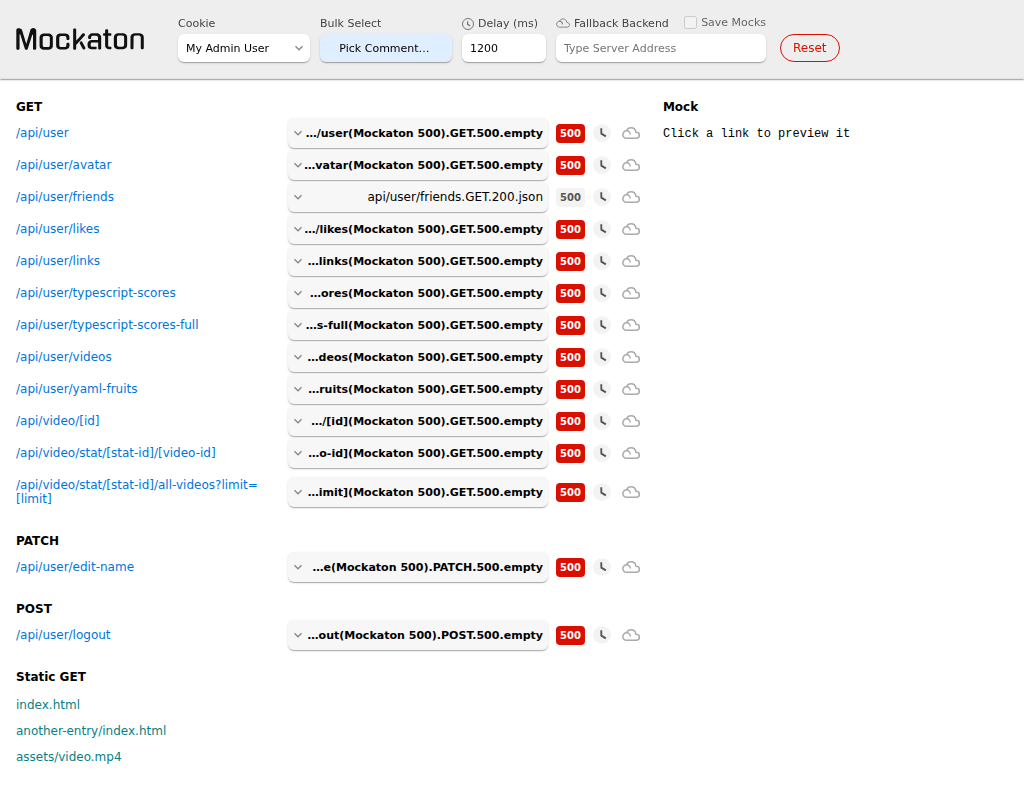 Mockaton
Cookie
My Admin User
Bulk Select
Pick Comment…
Delay (ms)
1200
Fallback Backend
Type Server Address
Save Mocks
Reset
GET
/api/user …/user(Mockaton 500).GET.500.empty 500
/api/user/avatar …vatar(Mockaton 500).GET.500.empty 500
/api/user/friends api/user/friends.GET.200.json 500
/api/user/likes …/likes(Mockaton 500).GET.500.empty 500
/api/user/links …links(Mockaton 500).GET.500.empty 500
/api/user/typescript-scores …ores(Mockaton 500).GET.500.empty 500
/api/user/typescript-scores-full …s-full(Mockaton 500).GET.500.empty 500
/api/user/videos …deos(Mockaton 500).GET.500.empty 500
/api/user/yaml-fruits …ruits(Mockaton 500).GET.500.empty 500
/api/video/[id] …/[id](Mockaton 500).GET.500.empty 500
/api/video/stat/[stat-id]/[video-id] …o-id](Mockaton 500).GET.500.empty 500
/api/video/stat/[stat-id]/all-videos?limit=
[limit] …imit](Mockaton 500).GET.500.empty 500
PATCH
/api/user/edit-name …e(Mockaton 500).PATCH.500.empty 500
POST
/api/user/logout …out(Mockaton 500).POST.500.empty 500
Static GET
index.html
another-entry/index.html
assets/video.mp4
Mock
Click a link to preview it